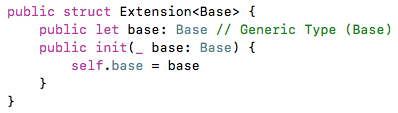 public struct Extension<Base> {
    public let base: Base // Generic Type (Base)
    public init(_ base: Base) {
        self.base = base
    }
}